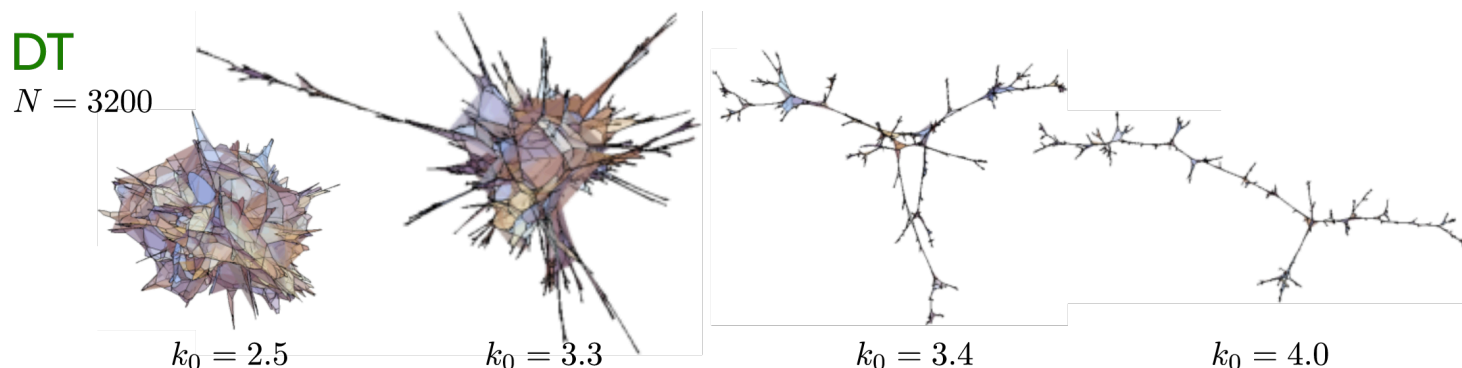 DT
N = 3200
k₀ = 2.5
k₀ = 3.3
k₀ = 3.4
k₀ = 4.0